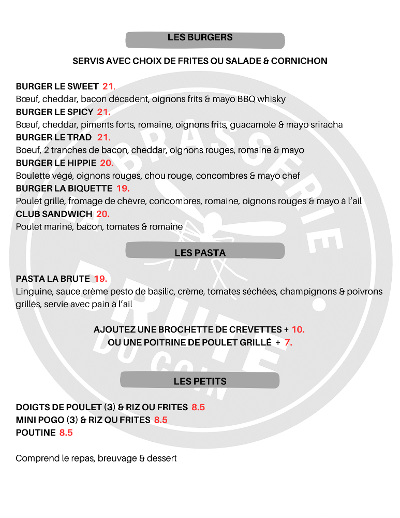 LES BURGERS
SERVIS AVEC CHOIX DE FRITES OU SALADE & CORNICHON
BURGER LE SWEET 21.
Bœuf, cheddar, bacon décadent, oignons frits & mayo BBQ whisky
BURGER LE SPICY 21.
Bœuf, cheddar, piments forts, romaine, oignons frits, guacamole & mayo sriracha
BURGER LE TRAD 21.
Boeuf, 2 tranches de bacon, cheddar, oignons rouges, romaine & mayo
BURGER LE HIPPIE 20.
Boulette végé, oignons rouges, chou rouge, concombres & mayo chef
BURGER LA BIQUETTE 19.
Poulet grillé, fromage de chèvre, concombres, romaine, oignons rouges & mayo à l'ail
CLUB SANDWICH 20.
Poulet mariné, bacon, tomates & romaine
LES PASTA
PASTA LA BRUTE 19.
Linguine, sauce crème pesto de basilic, crème, tomates séchées, champignons & poivrons
grillés, servie avec pain à l'ail.
AJOUTEZ UNE BROCHETTE DE CREVETTES + 10.
OU UNE POITRINE DE POULET GRILLÉ + 7.
LES PETITS
DOIGTS DE POULET (3) & RIZ OU FRITES 8.5
MINI POGO (3) & RIZ OU FRITES 8.5
POUTINE 8.5
Comprend le repas, breuvage & dessert
BRUTE
DU COIN